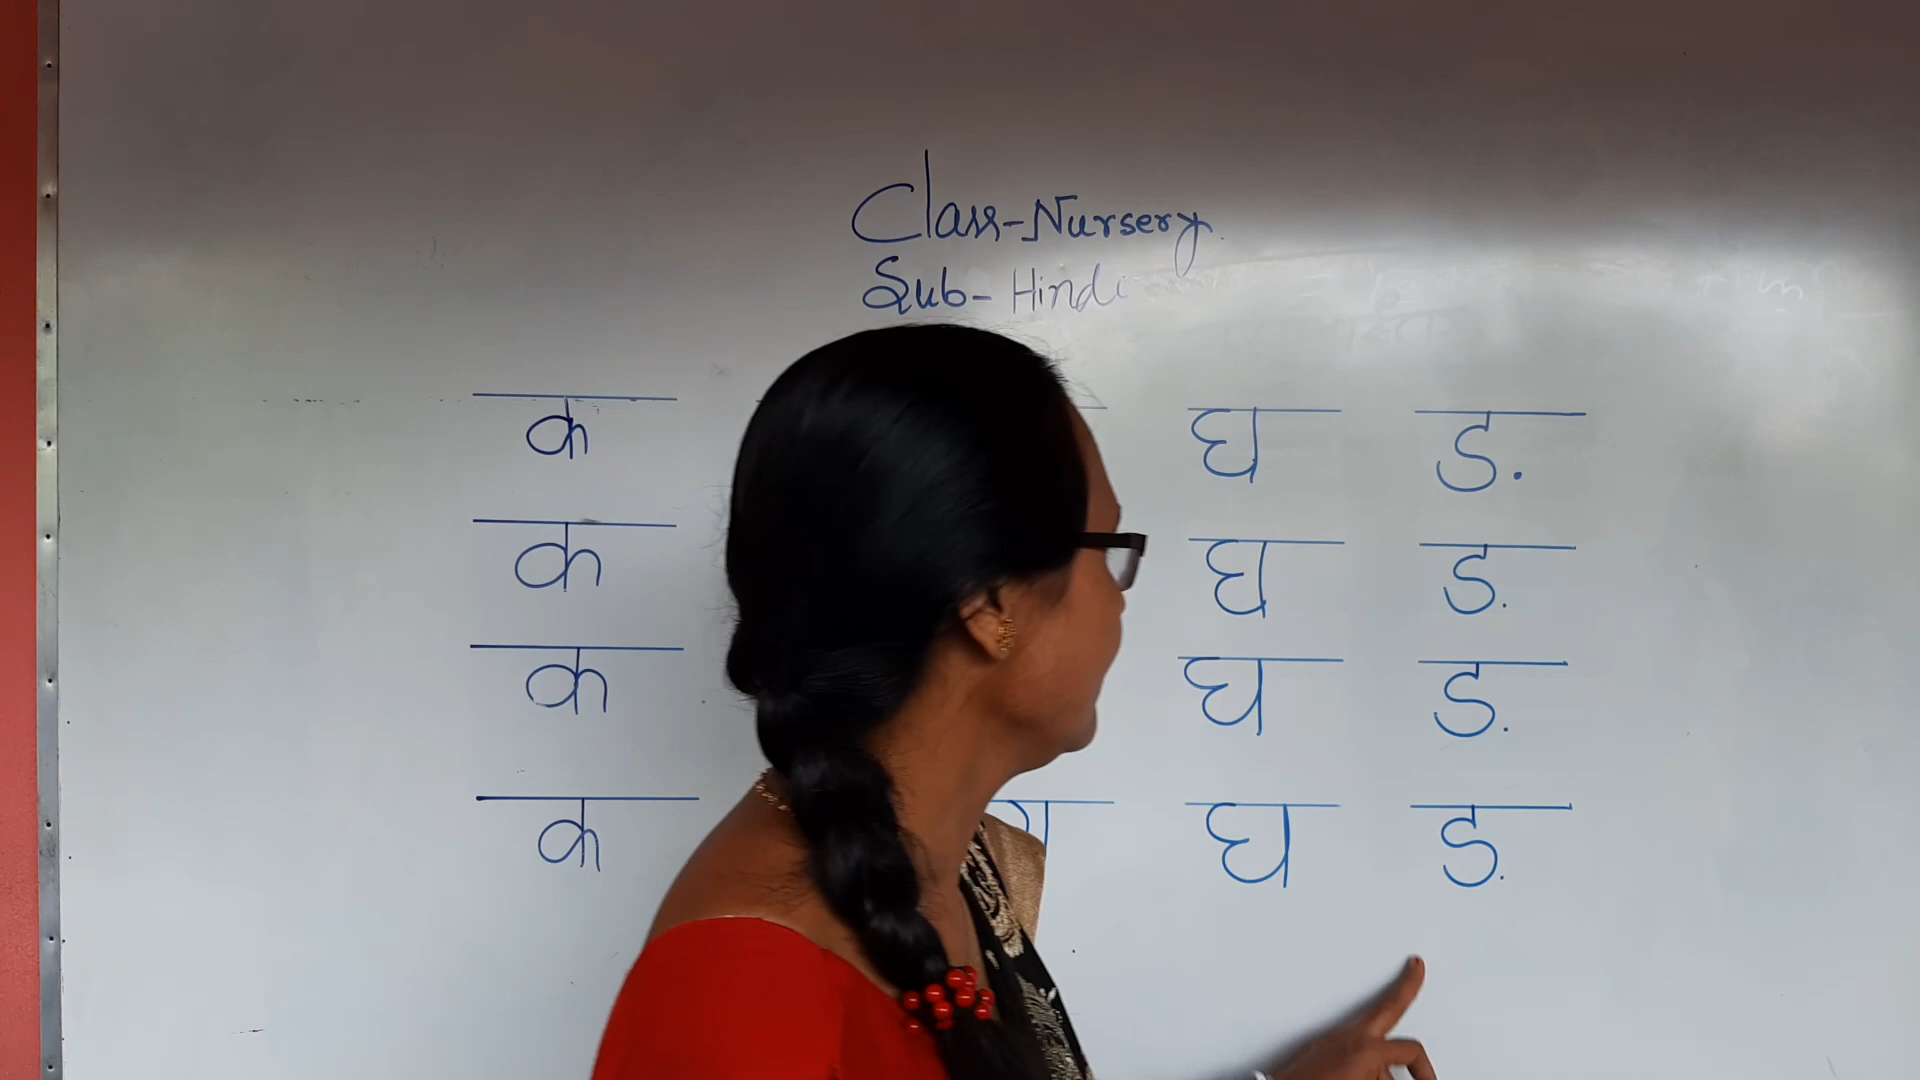 Class-Nursery
Sub-Hindi
क घ ङ
क घ ङ
क घ ङ
क ग घ ङ